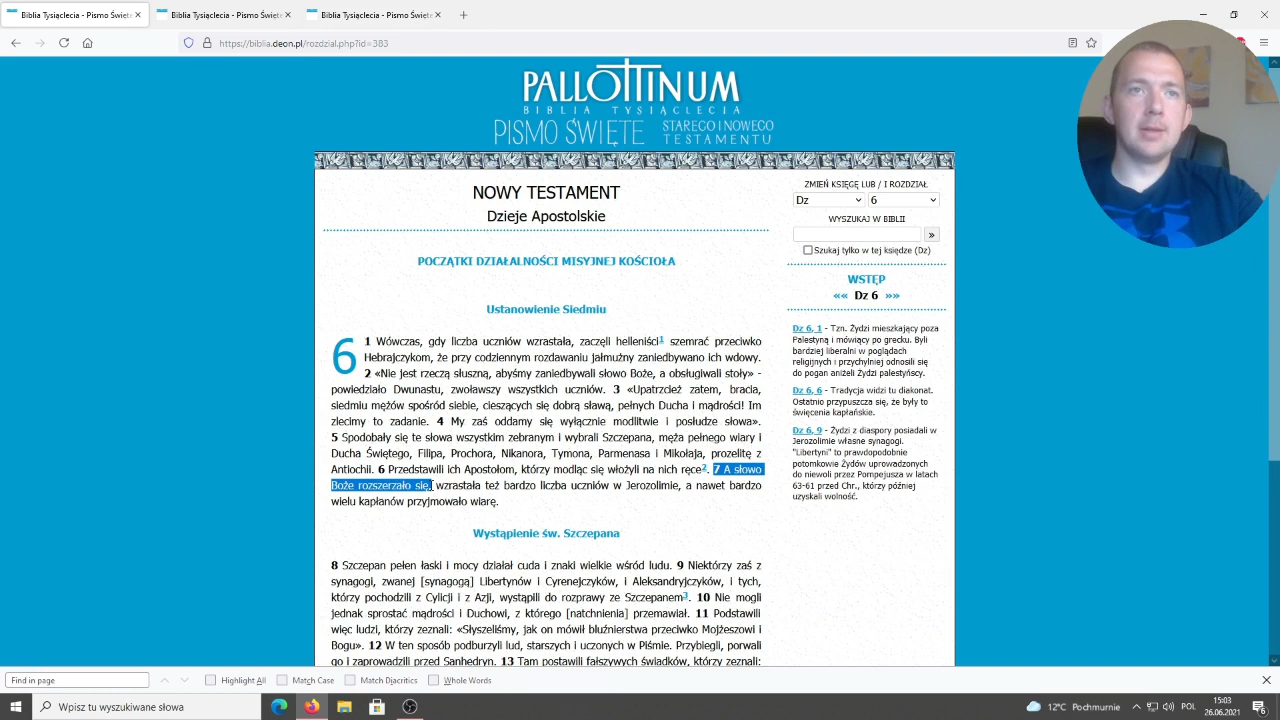 Biblia Tysiąclecia - Pismo Święte
Biblia Tysiąclecia - Pismo Święte
Biblia Tysiąclecia - Pismo Święte
https://biblia.deon.pl/rozdzial.php?id=383
PALLOTTINUM
BIBLIA TYSIĄCLECIA
PISMO ŚWIĘTE STAREGO I NOWEGO
TESTAMENTU
NOWY TESTAMENT
Dzieje Apostolskie
POCZĄTKI DZIAŁALNOŚCI MISYJNEJ KOŚCIOŁA
Ustanowienie Siedmiu
6 1 Wówczas, gdy liczba uczniów wzrastała, zaczęli helleniści1 szemrać przeciwko
Hebrajczykom, że przy codziennym rozdawaniu jałmużny zaniedbywano ich wdowy.
2 «Nie jest rzeczą słuszną, abyśmy zaniedbywali słowo Boże, a obsługiwali stoły» -
powiedziało Dwunastu, zwoławszy wszystkich uczniów. 3 «Upatrzcież zatem, bracia,
siedmiu mężów spośród siebie, cieszących się dobrą sławą, pełnych Ducha i mądrości! Im
zlecimy to zadanie. 4 My zaś oddamy się wyłącznie modlitwie i posłudze słowa».
5 Spodobały się te słowa wszystkim zebranym i wybrali Szczepana, męża pełnego wiary i
Ducha Świętego, Filipa, Prochora, Nikanora, Tymona, Parmenasa i Mikołaja, prozelitę z
Antiochii. 6 Przedstawili ich Apostołom, którzy modląc się włożyli na nich ręce2. 7 A słowo
Boże rozszerzało się, wzrastała też bardzo liczba uczniów w Jerozolimie, a nawet bardzo
wielu kapłanów przyjmowało wiarę.
Wystąpienie św. Szczepana
8 Szczepan pełen łaski i mocy działał cuda i znaki wielkie wśród ludu. 9 Niektórzy zaś z
synagogi, zwanej [synagogą] Libertynów i Cyrenejczyków, i Aleksandryjczyków, i tych,
którzy pochodzili z Cylicji i z Azji, wystąpili do rozprawy ze Szczepanem3. 10 Nie mogli
jednak sprostać mądrości i Duchowi, z którego [natchnienia] przemawiał. 11 Podstawili
więc ludzi, którzy zeznali: «Słyszeliśmy, jak on mówił bluźnierstwa przeciwko Mojżeszowi i
Bogu». 12 W ten sposób podburzyli lud, starszych i uczonych w Piśmie. Przybiegli, porwali
go i zaprowadzili przed Sanhedryn. 13 Tam postawili fałszywych świadków, którzy zeznali:
ZMIEŃ KSIĘGĘ LUB / I ROZDZIAŁ
Dz 6
WYSZUKAJ W BIBLII
»
Szukaj tylko w tej księdze (Dz)
WSTĘP
«« Dz 6 »»
Dz 6, 1 - Tzn. Żydzi mieszkający poza
Palestyną i mówiący po grecku. Byli
bardziej liberalni w poglądach
religijnych i przychylniej odnosili się
do pogan aniżeli Żydzi palestyńscy.
Dz 6, 6 - Tradycja widzi tu diakonat.
Ostatnio przypuszcza się, że były to
święcenia kapłańskie.
Dz 6, 9 - Żydzi z diaspory posiadali w
Jerozolimie własne synagogi.
"Libertyni" to prawdopodobnie
potomkowie Żydów uprowadzonych
do niewoli przez Pompejusza w latach
63-61 przed Chr., którzy później
uzyskali wolność.
Find in page Highlight All Match Case Match Diacritics Whole Words
Wpisz tu wyszukiwane słowa
12°C Pochmurnie POL 15:03
26.06.2021 6